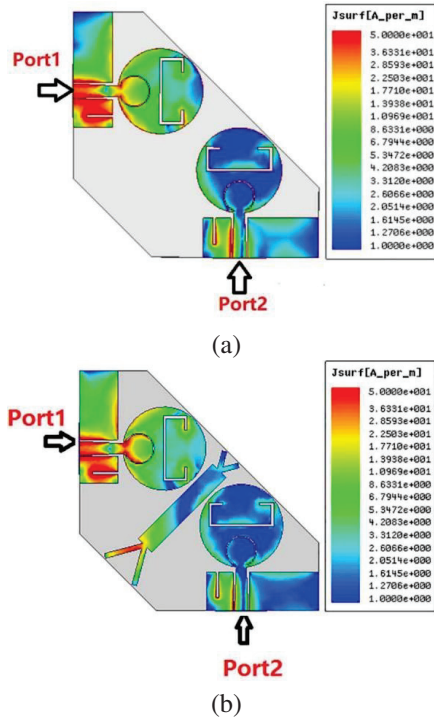 Jsurf[A_per_m]
5.0000e+001
3.6331e+001
2.8593e+001
2.2503e+001
1.7710e+001
1.3938e+001
1.0969e+001
8.6331e+000
6.7944e+000
5.3472e+000
4.2083e+000
3.3120e+000
2.6066e+000
2.0514e+000
1.6145e+000
1.2706e+000
1.0000e+000
Port1
Port2
(a)
Jsurf[A_per_m]
5.0000e+001
3.6331e+001
2.8593e+001
2.2503e+001
1.7710e+001
1.3938e+001
1.0969e+001
8.6331e+000
6.7944e+000
5.3472e+000
4.2083e+000
3.3120e+000
2.6066e+000
2.0514e+000
1.6145e+000
1.2706e+000
1.0000e+000
Port1
Port2
(b)